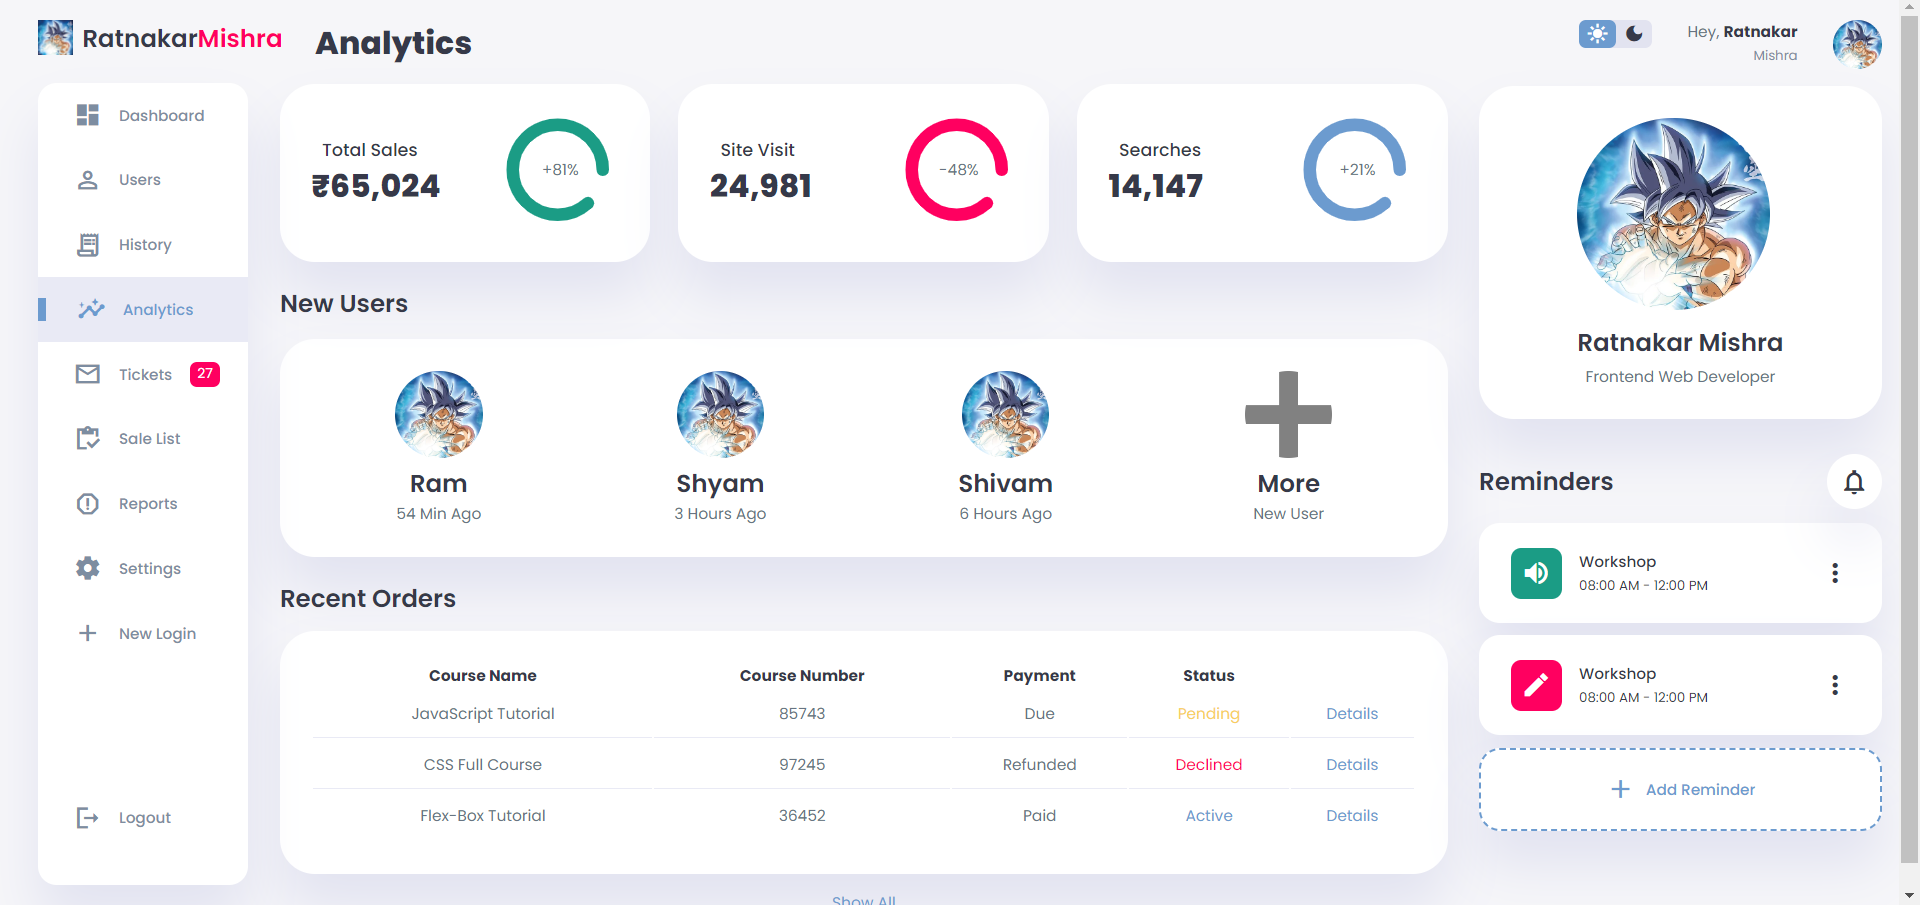 RatnakarMishra
Analytics
Hey, Ratnakar
Mishra
Dashboard
Users
History
Analytics
Tickets 27
Sale List
Reports
Settings
New Login
Logout
Total Sales
₹65,024
+81%
Site Visit
24,981
-48%
Searches
14,147
+21%
New Users
Ram
54 Min Ago
Shyam
3 Hours Ago
Shivam
6 Hours Ago
More
New User
Recent Orders
Course Name Course Number Payment Status
JavaScript Tutorial 85743 Due Pending Details
CSS Full Course 97245 Refunded Declined Details
Flex-Box Tutorial 36452 Paid Active Details
Show All
Ratnakar Mishra
Frontend Web Developer
Reminders
Workshop
08:00 AM - 12:00 PM
Workshop
08:00 AM - 12:00 PM
Add Reminder